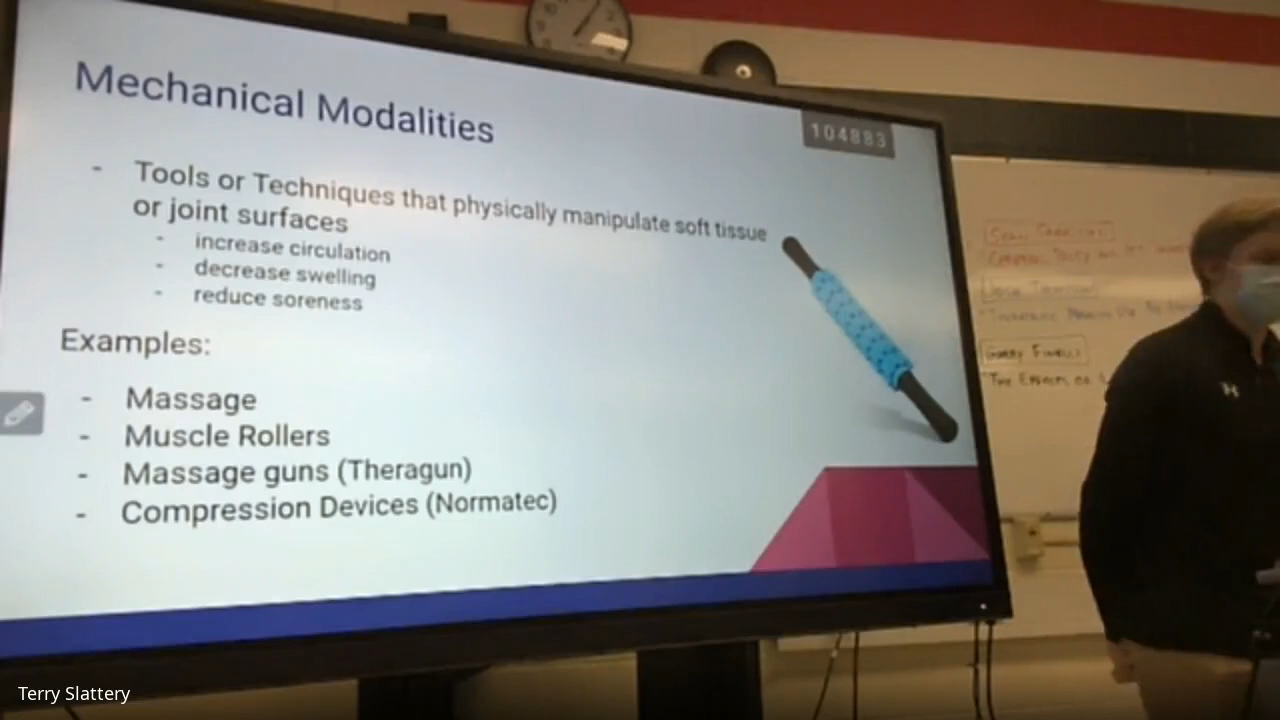 Mechanical Modalities
104883
- Tools or Techniques that physically manipulate soft tissue
or joint surfaces
- increase circulation
- decrease swelling
- reduce soreness
Examples:
- Massage
- Muscle Rollers
- Massage guns (Theragun)
- Compression Devices (Normatec)
Terry Slattery